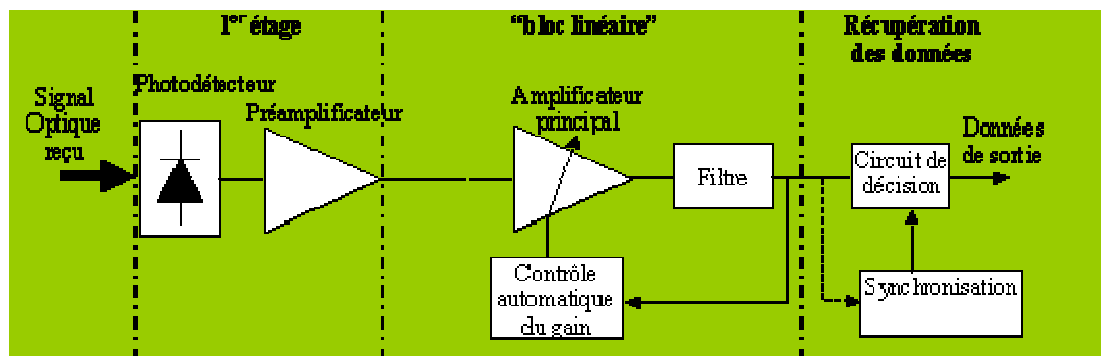 1er étage
“bloc linéaire”
Récupération
des données
Signal
Optique
reçu
Photodétecteur
Préamplificateur
Amplificateur
principal
Filtre
Contrôle
automatique
du gain
Circuit de
décision
Synchronisation
Données
de sortie